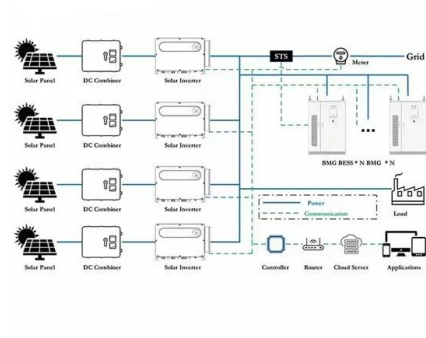 STS
Meter
Grid
Solar Panel
DC Combiner
Solar Inverter
Solar Panel
DC Combiner
Solar Inverter
BMG BESS * N BMG * N
Solar Panel
DC Combiner
Solar Inverter
Power
Communication
Load
Solar Panel
DC Combiner
Solar Inverter
Controller
Router
Cloud Server
Applications